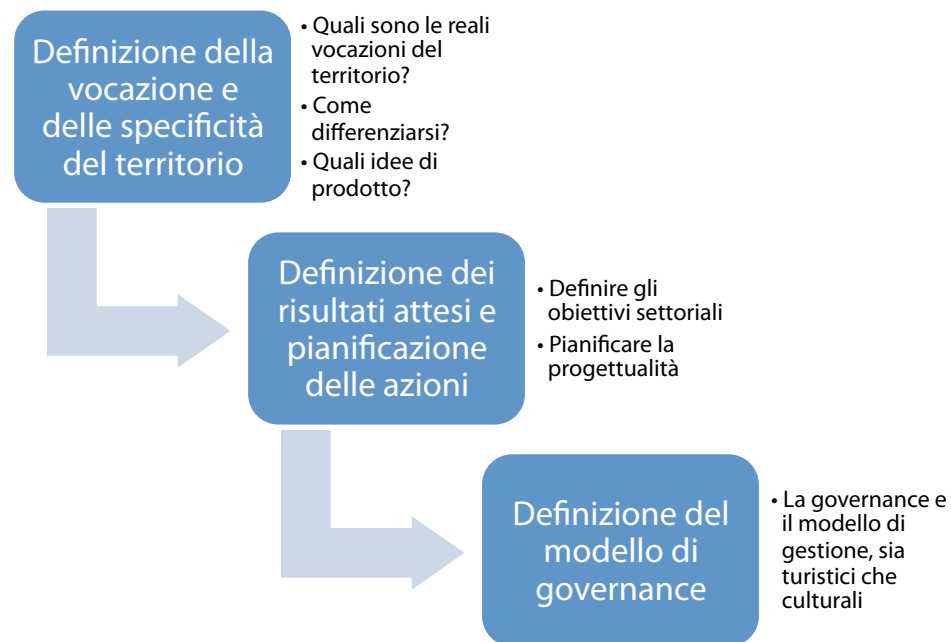 Definizione della
vocazione e
delle specificità
del territorio
• Quali sono le reali
vocazioni del
territorio?
• Come
differenziarsi?
• Quali idee di
prodotto?
Definizione dei
risultati attesi e
pianificazione
delle azioni
• Definire gli
obiettivi settoriali
• Pianificare la
progettualità
Definizione del
modello di
governance
• La governance e
il modello di
gestione, sia
turistici che
culturali